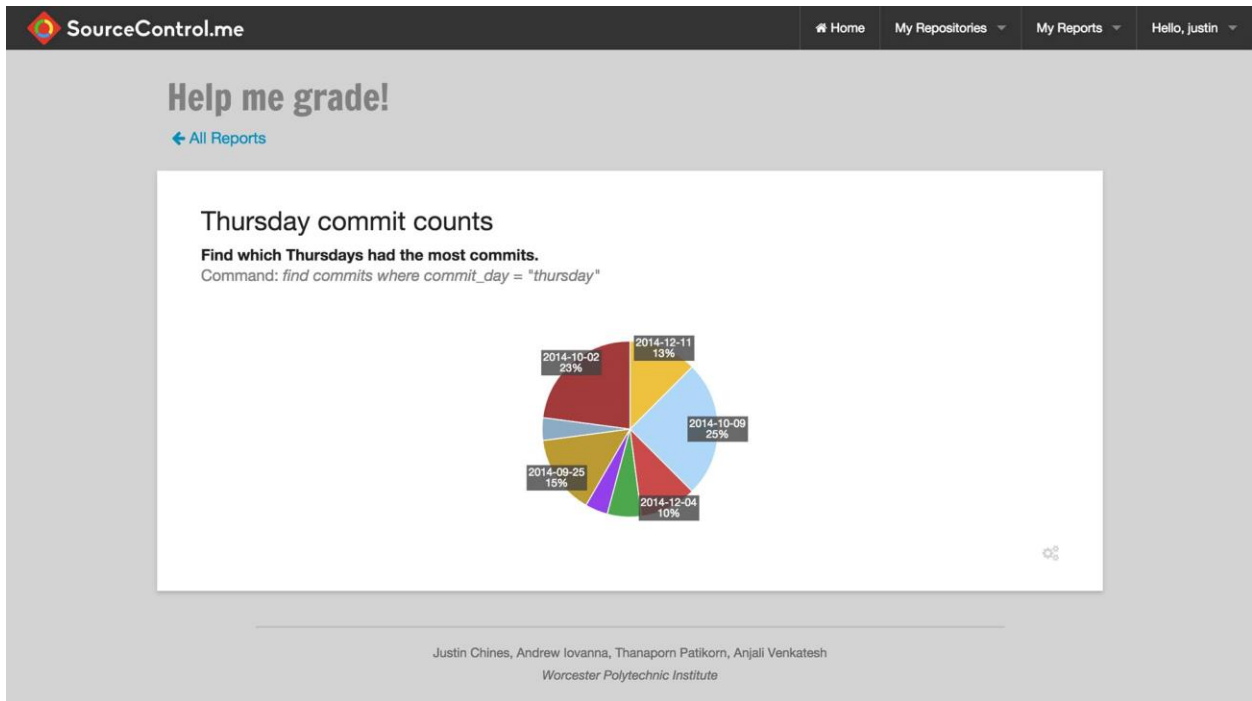 SourceControl.me
Home
My Repositories
My Reports
Hello, justin
Help me grade!
All Reports
Thursday commit counts
Find which Thursdays had the most commits.
Command: find commits where commit_day = "thursday"
2014-12-11
13%
2014-10-02
23%
2014-10-09
25%
2014-09-25
15%
2014-12-04
10%
Justin Chines, Andrew Iovanna, Thanaporn Patikorn, Anjali Venkatesh
Worcester Polytechnic Institute